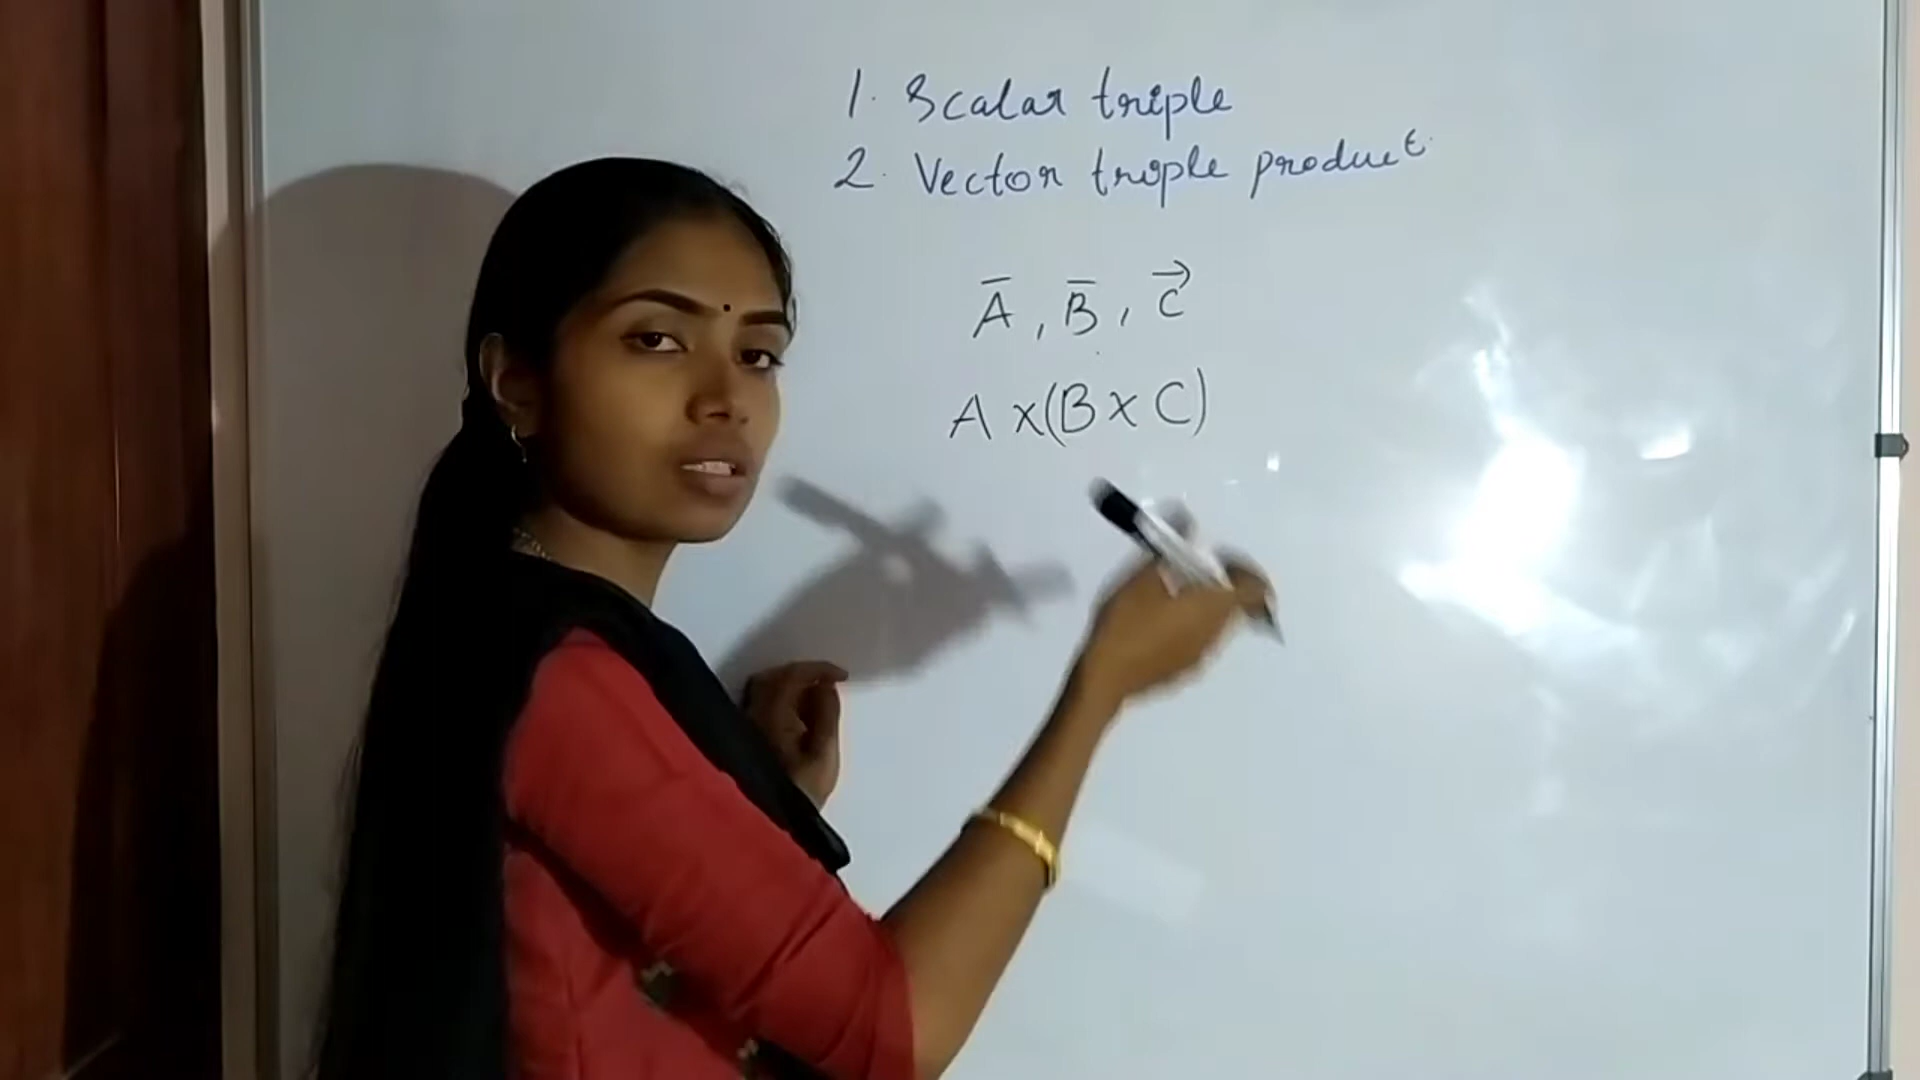 1. Scalar triple
2. Vector triple product
A̅ , B̅ , C⃗
A x(B x C)